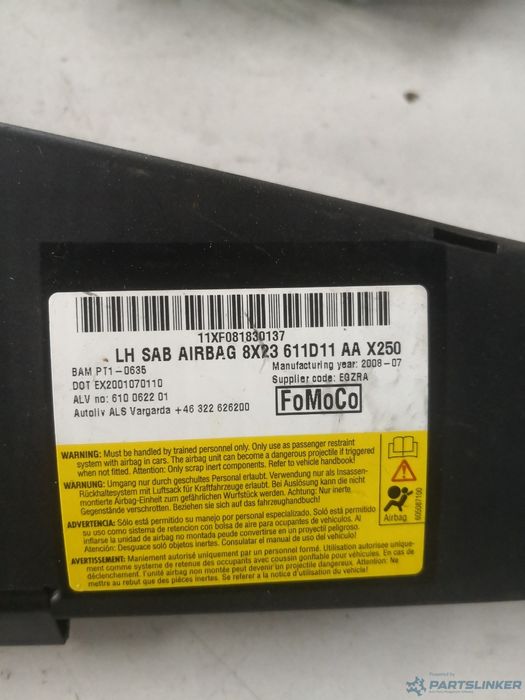 11XF081830137
LH SAB AIRBAG 8X23 611D11 AA X250
BAM PT1-0635
Manufacturing year: 2008-07
DOT EX2001070110
Supplier code: EGZRA
ALV no: 610 0622 01
Autoliv ALS Vargarda +46 322 626200
FoMoCo
WARNING: Must be handled by trained personel only. Only use as passenger restraint
system with airbag in cars. The airbag unit can become a dangerous projectile if triggered
when not fitted. Attention: Only scrap inert components. Refer to vehicle handbook!
WARNUNG: Umgang nur durch geschultes Personal erlaubt. Verwendung nur als Insassen-
Rückhaltesystem mit Luftsack für Kraftfahrzeuge erlaubt. Bei Auslösung kann die nicht
montierte Airbag-Einheit zum gefährlichen Wurfstück werden. Achtung: Nur inerte
Gegenstände verschrotten. Beziehen sie sich auf das fahrzeughandbuch!
ADVERTENCIA: Sólo está permitido su manejo por personal especializado. Soló está permitido
su uso como sistema de retencion con bolsa de aire para ocupantes de vehículos. Al
inflarse la unidad de airbag no montada puede convertirse en un proyectil peligroso.
Atención: Desguace soló objetos inertes. Consultar el manual de uso del vehículo!
AVERTISSEMENT: Maniement autorisé uniquement par un personnel formé. Utilisation autorisee unique-
ment comme systeme de retenue des occupants avec coussin gonflable pour véhicules. En cas de
déclenchement, l'unité airbag non montée peut devenir un projectile dangereux. Attention: Ne
mettre au rebut que des pièces inertes. Se referer a la notice d'utilisation du vehicule!
Airbag
Powered by
PARTSLINKER